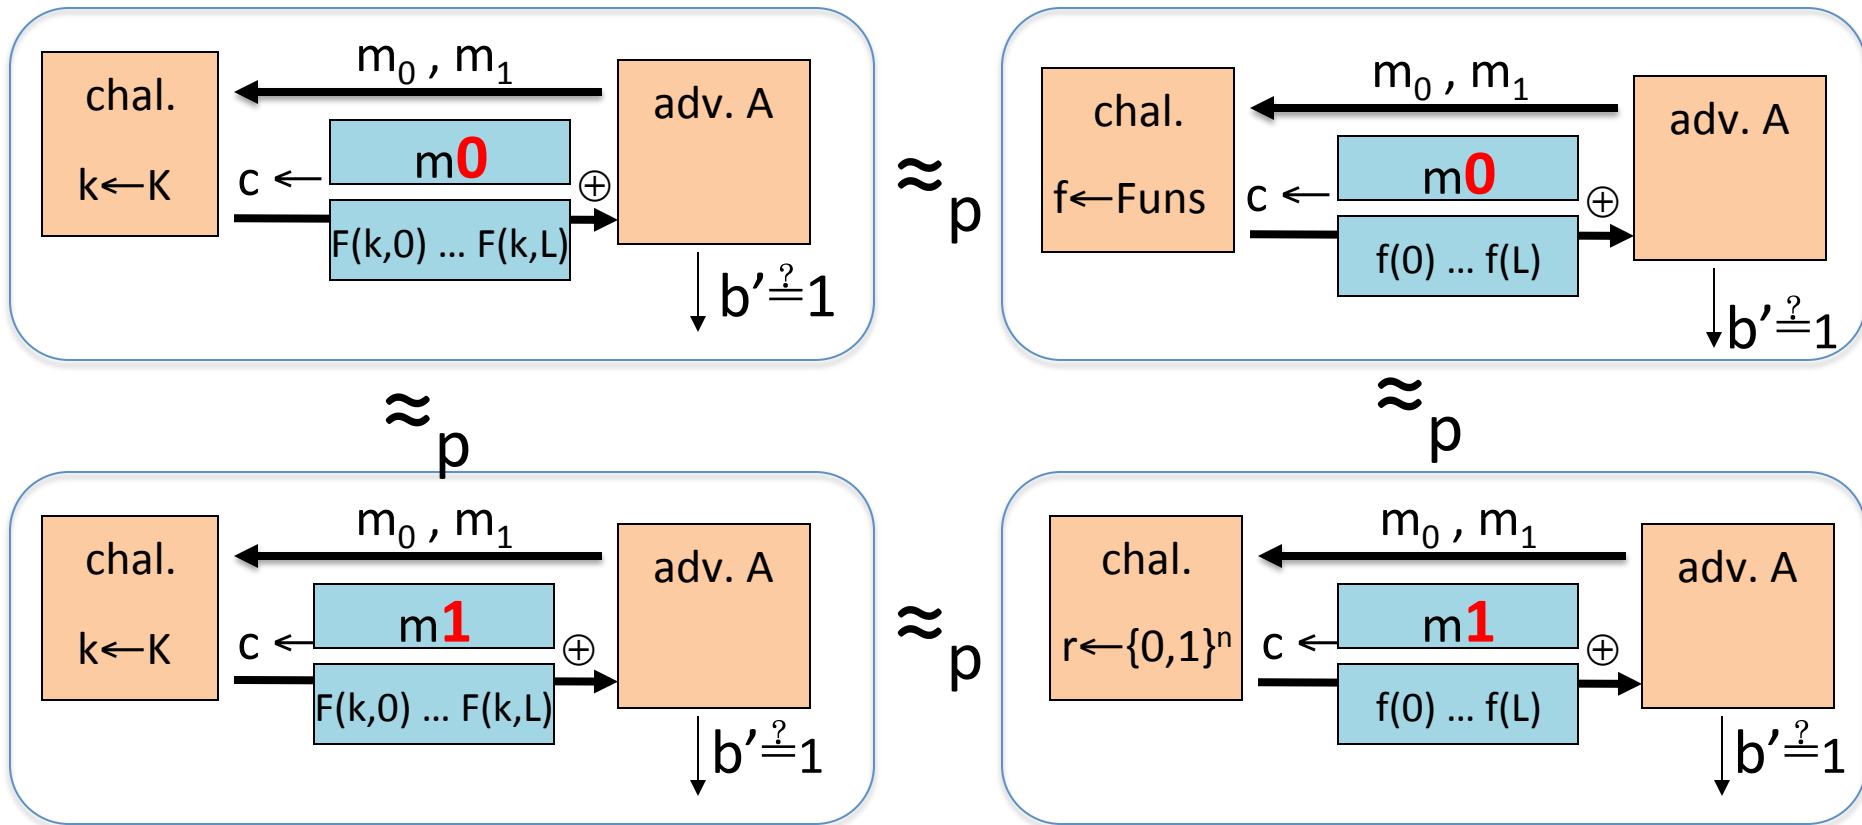 m0 , m1
chal.
adv. A
m0
k←K
c ←
⊕
F(k,0) ... F(k,L)
b’≟1
≈p
m0 , m1
chal.
adv. A
m0
f←Funs
c ←
⊕
f(0) ... f(L)
b’≟1
≈p
≈p
m0 , m1
chal.
adv. A
m1
k←K
c ←
⊕
F(k,0) ... F(k,L)
b’≟1
≈p
m0 , m1
chal.
adv. A
m1
r←{0,1}ⁿ
c ←
⊕
f(0) ... f(L)
b’≟1